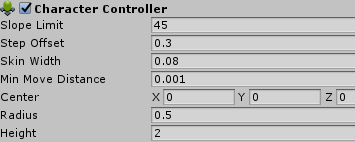 Character Controller
Slope Limit 45
Step Offset 0.3
Skin Width 0.08
Min Move Distance 0.001
Center X 0 Y 0 Z 0
Radius 0.5
Height 2